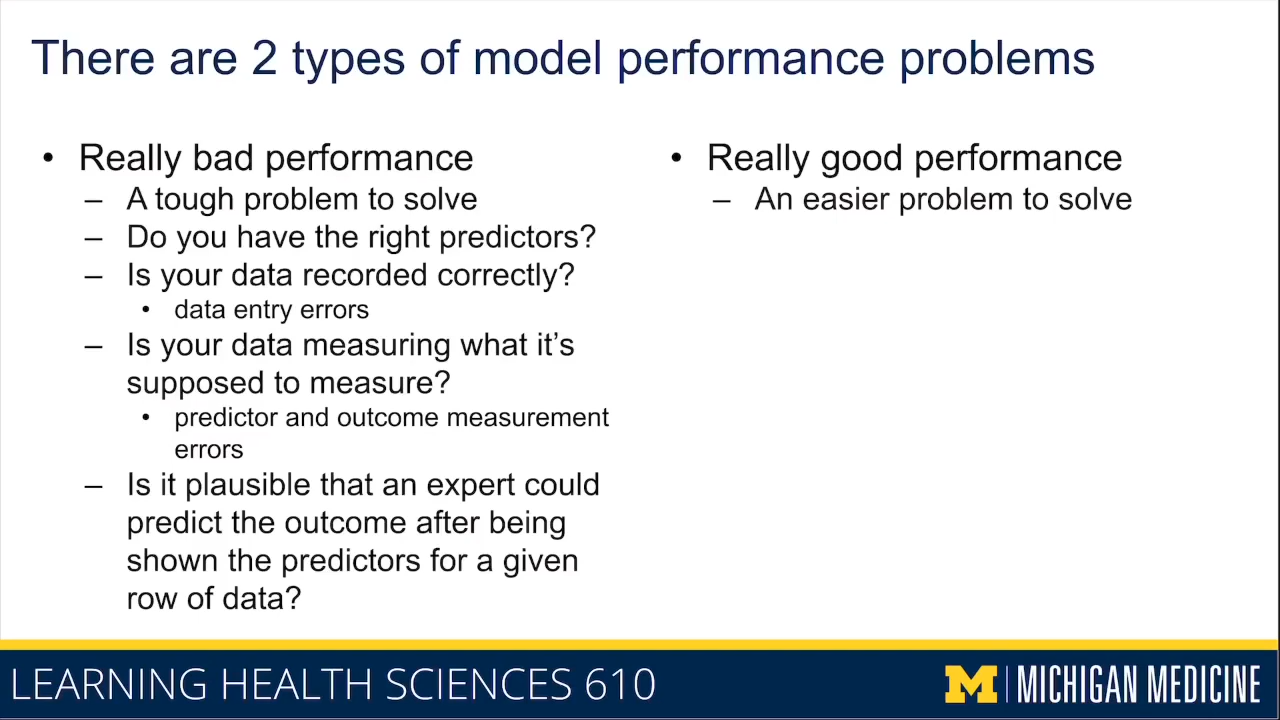 There are 2 types of model performance problems
• Really bad performance
– A tough problem to solve
– Do you have the right predictors?
– Is your data recorded correctly?
• data entry errors
– Is your data measuring what it’s
supposed to measure?
• predictor and outcome measurement
errors
– Is it plausible that an expert could
predict the outcome after being
shown the predictors for a given
row of data?
• Really good performance
– An easier problem to solve
LEARNING HEALTH SCIENCES 610
M | MICHIGAN MEDICINE